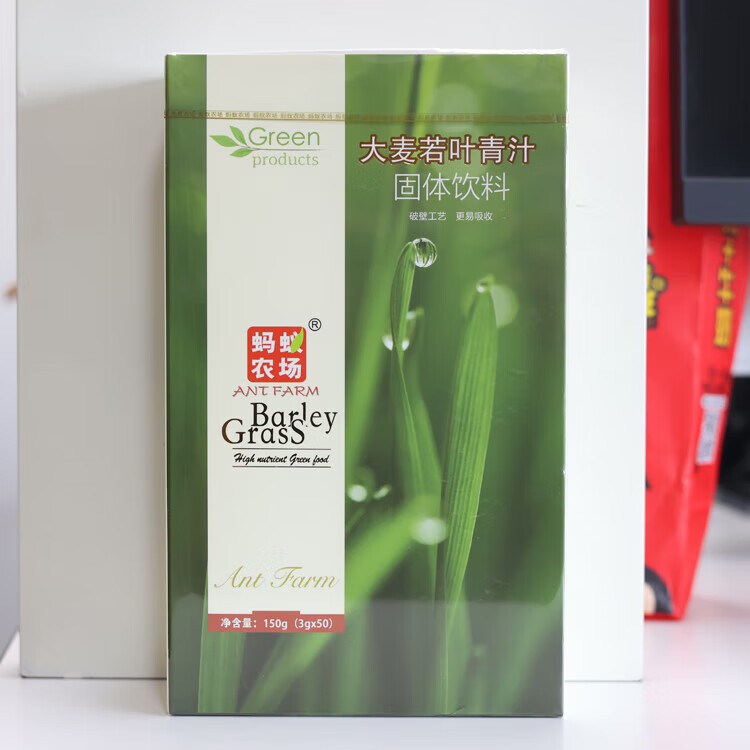 Green
products
大麦若叶青汁
固体饮料
破壁工艺 更易吸收
®
蚂蚁
农场
ANT FARM
Barley
Grass
High nutrient Green food
Ant Farm
净含量：150g（3gx50）